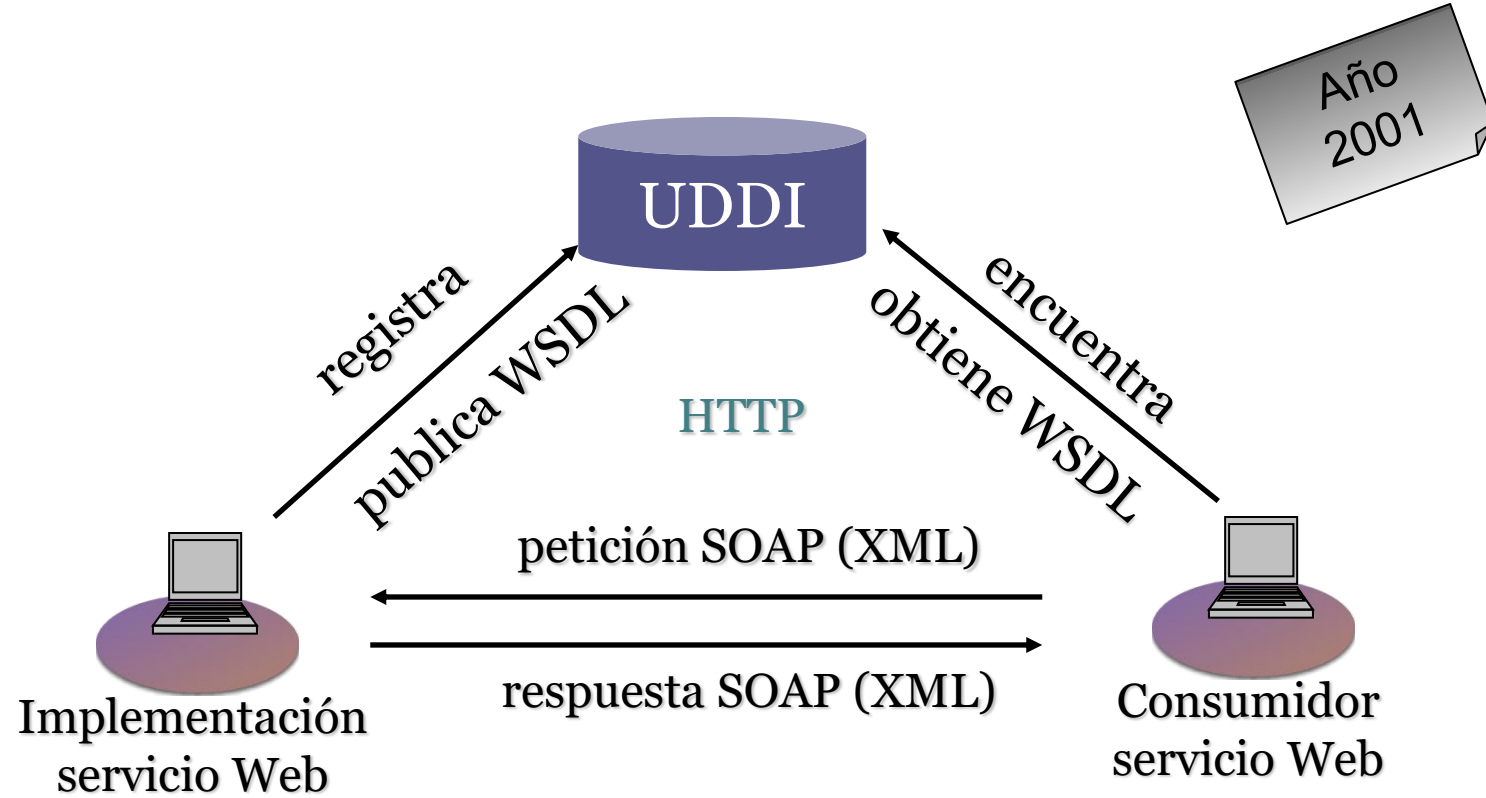 Año
2001
UDDI
registra
publica WSDL
encuentra
obtiene WSDL
HTTP
petición SOAP (XML)
respuesta SOAP (XML)
Implementación
servicio Web
Consumidor
servicio Web